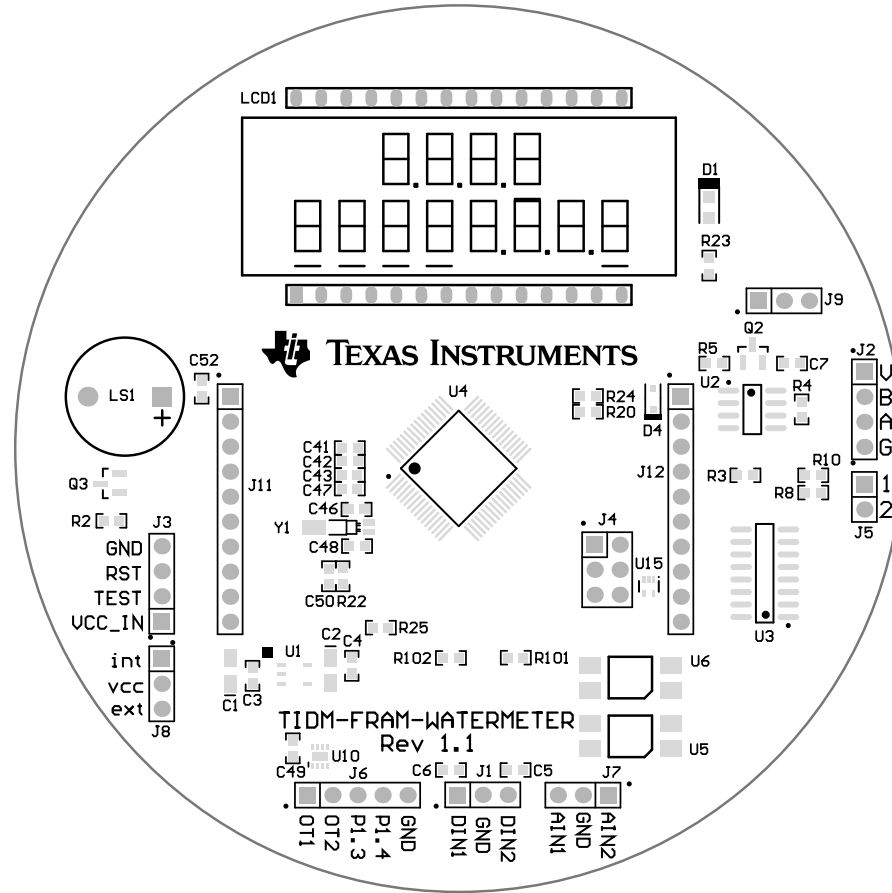 LCD1
D1
R23
J9
TEXAS INSTRUMENTS
Q2
J2
C52
R5
C7
V
LS1
+
U4
R24
R20
D4
U2
R4
B
A
G
C41
C42
C43
C47
J11
J12
R3
R10
R8
1
2
J5
Q3
R2
J3
C46
Y1
C48
J4
GND
RST
TEST
VCC_IN
C50
R22
U15
U3
R25
int
vcc
ext
J8
U1
C2
C4
R102
R101
U6
C1
C3
TIDM-FRAM-WATERMETER
Rev 1.1
U5
C49
U10
J6
C6
J1
C5
J7
OT1
OT2
P1.3
P1.4
GND
DIN1
GND
DIN2
AIN1
GND
AIN2